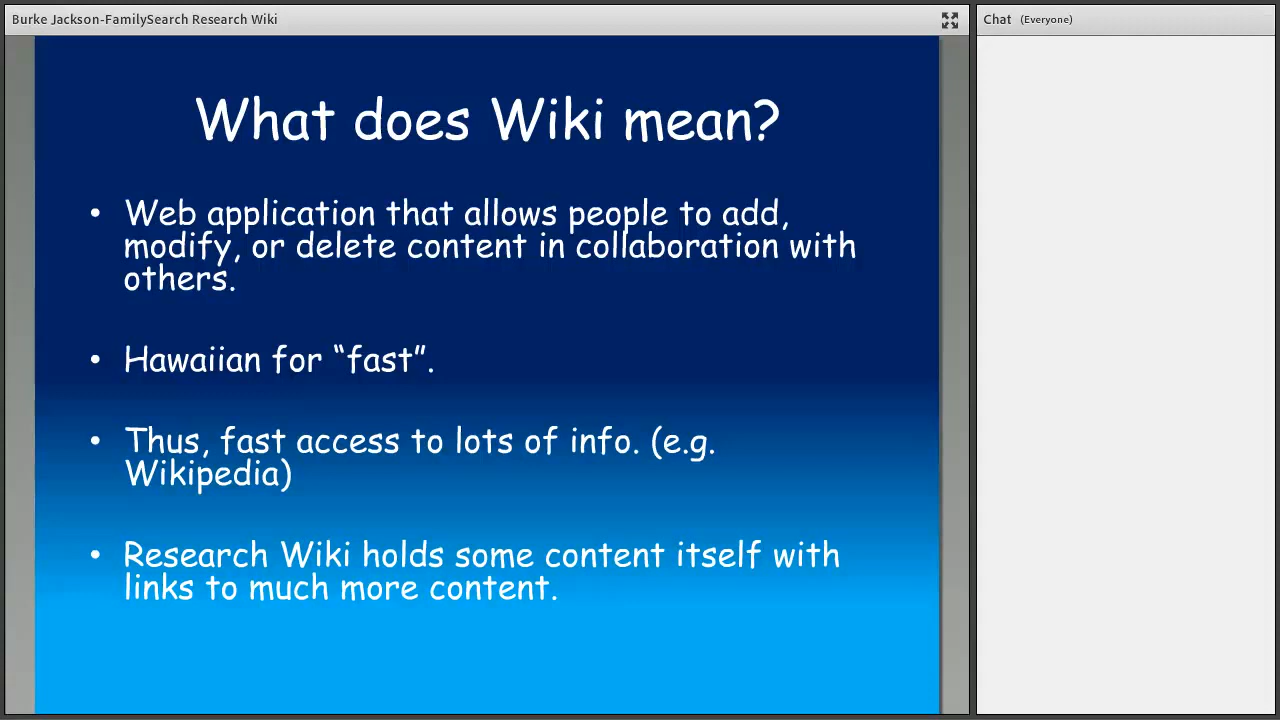 Burke Jackson-FamilySearch Research Wiki
Chat (Everyone)
What does Wiki mean?
• Web application that allows people to add,
modify, or delete content in collaboration with
others.
• Hawaiian for “fast”.
• Thus, fast access to lots of info. (e.g.
Wikipedia)
• Research Wiki holds some content itself with
links to much more content.